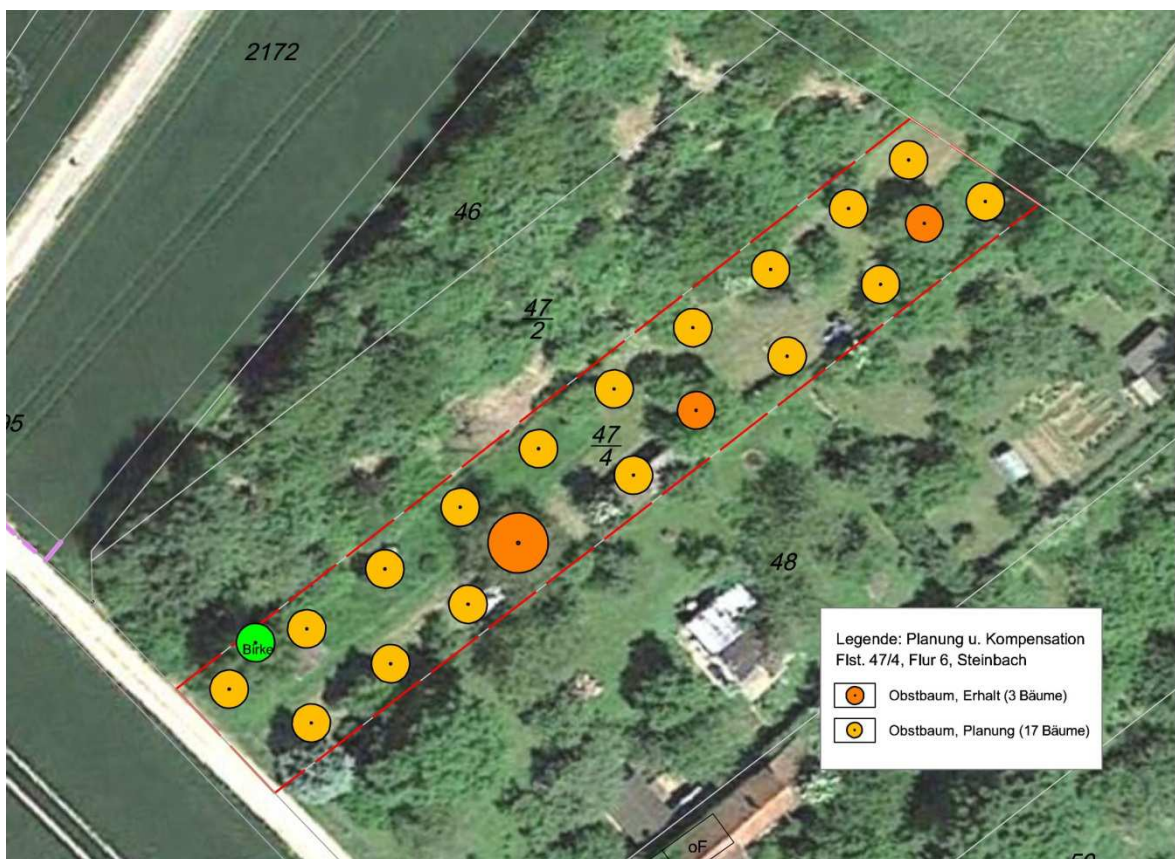 2172
46
47
2
95
47
4
48
Birke
Legende: Planung u. Kompensation
Flst. 47/4, Flur 6, Steinbach
Obstbaum, Erhalt (3 Bäume)
Obstbaum, Planung (17 Bäume)
oF